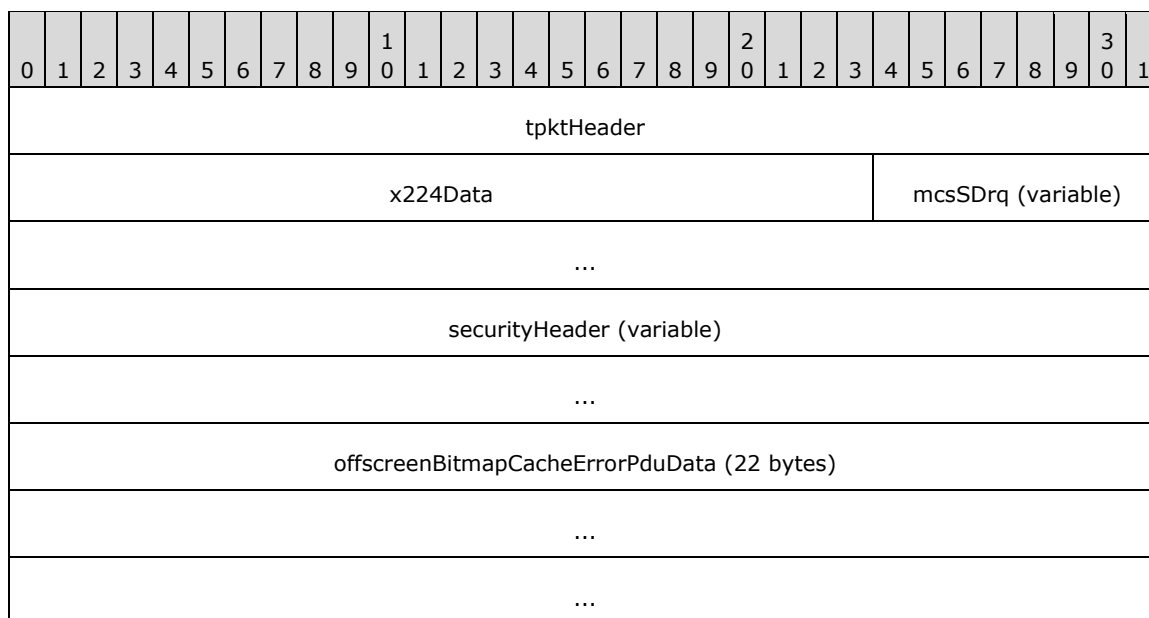 1 2 3
0 1 2 3 4 5 6 7 8 9 0 1 2 3 4 5 6 7 8 9 0 1 2 3 4 5 6 7 8 9 0 1
tpktHeader
x224Data mcsSDrq (variable)
...
securityHeader (variable)
...
offscreenBitmapCacheErrorPduData (22 bytes)
...
...